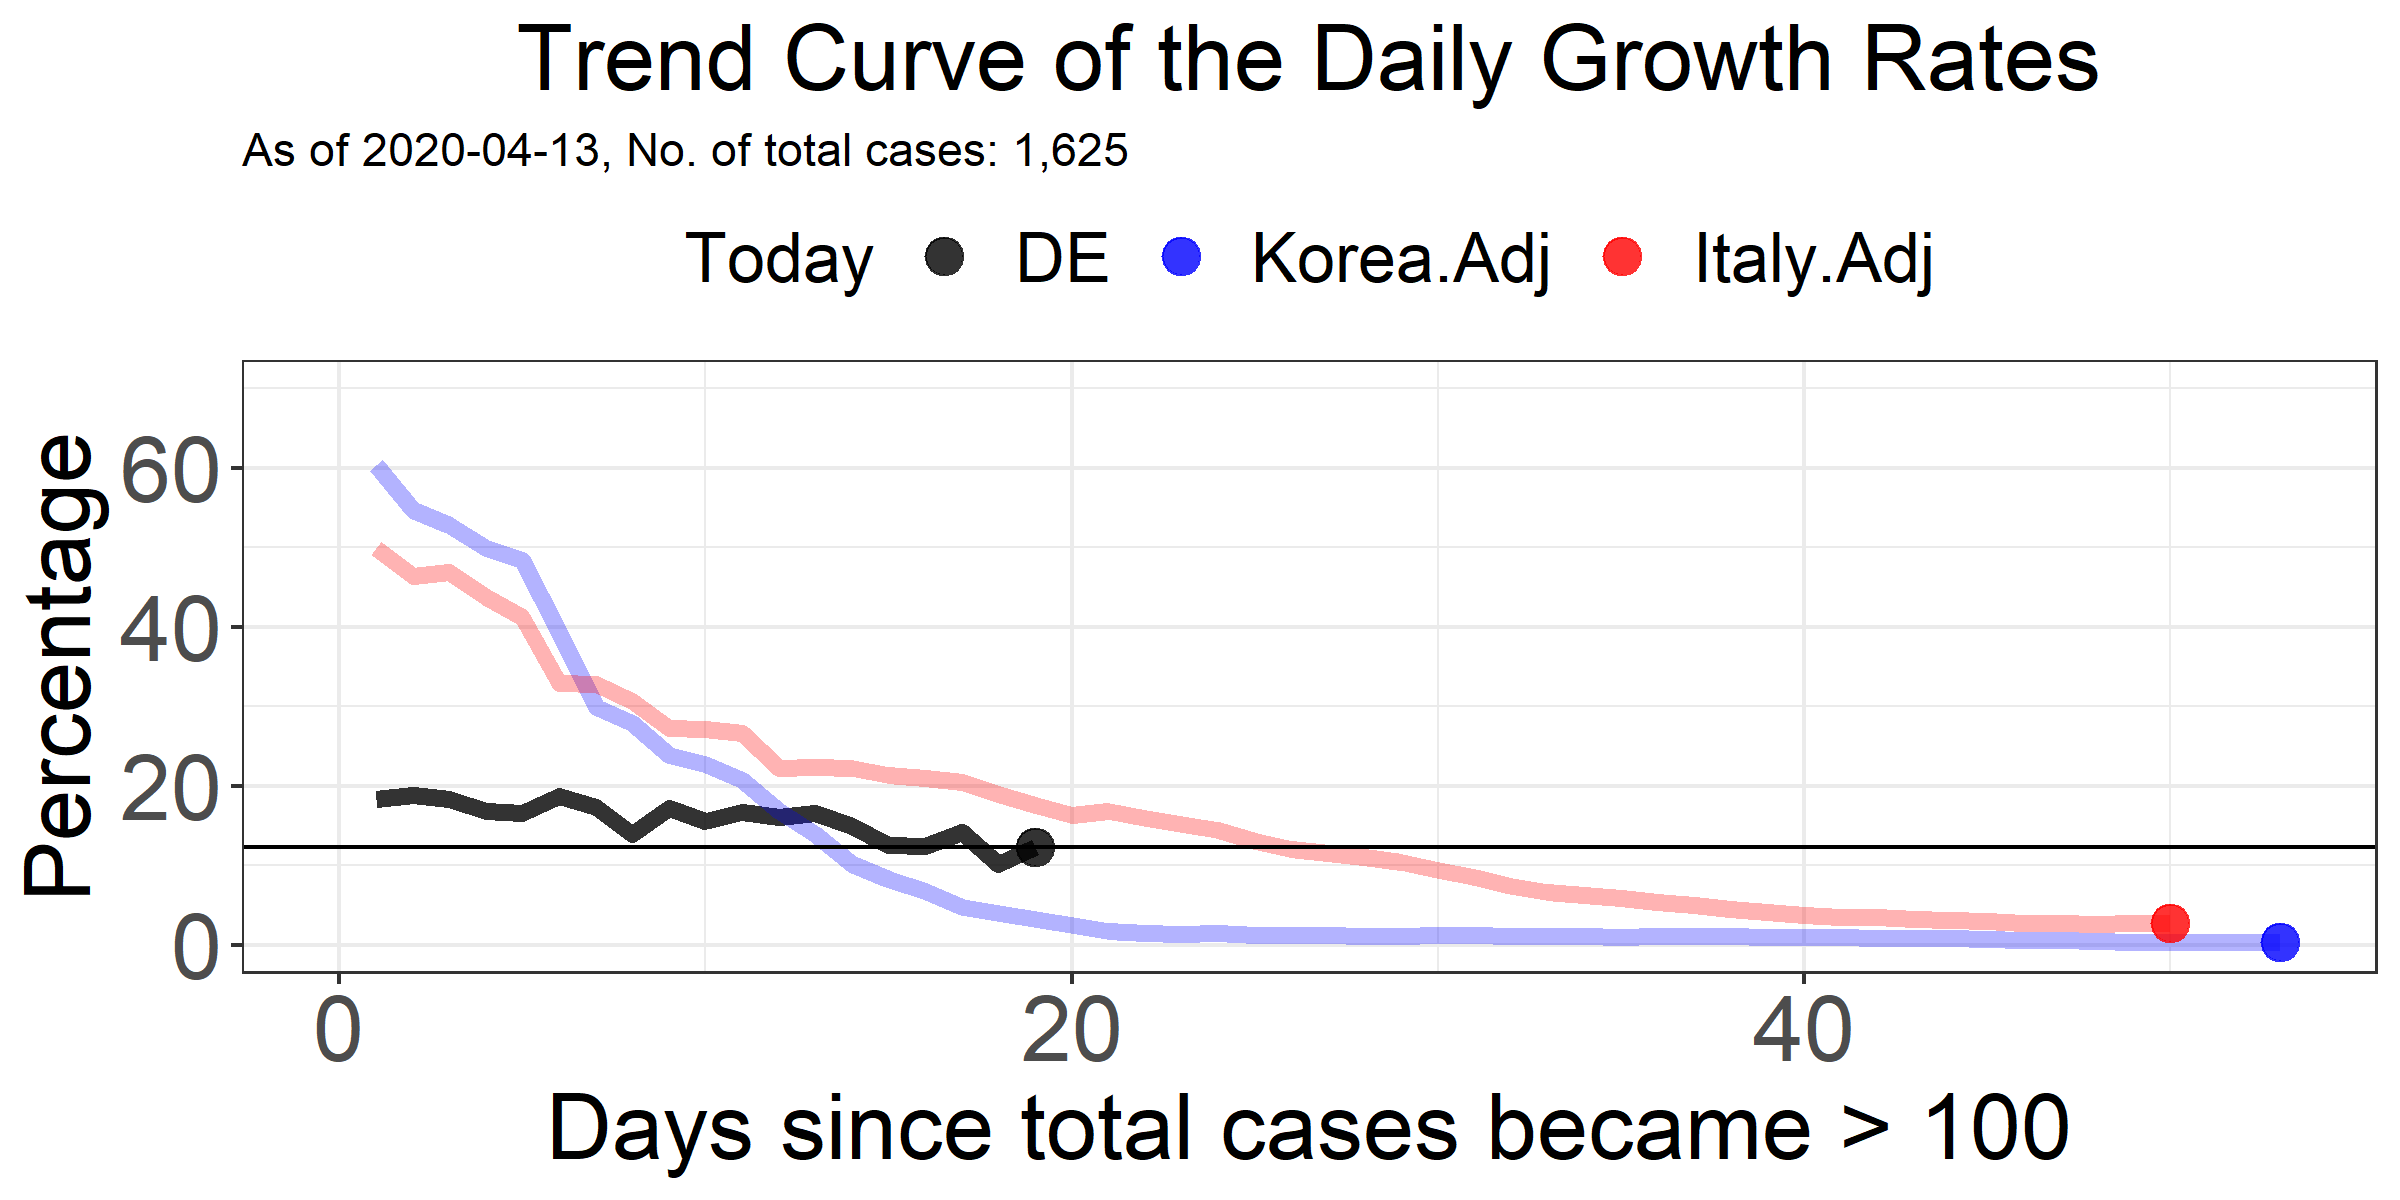 Trend Curve of the Daily Growth Rates
As of 2020-04-13, No. of total cases: 1,625
Today DE Korea.Adj Italy.Adj
Percentage
60
40
20
0
0 20 40
Days since total cases became > 100